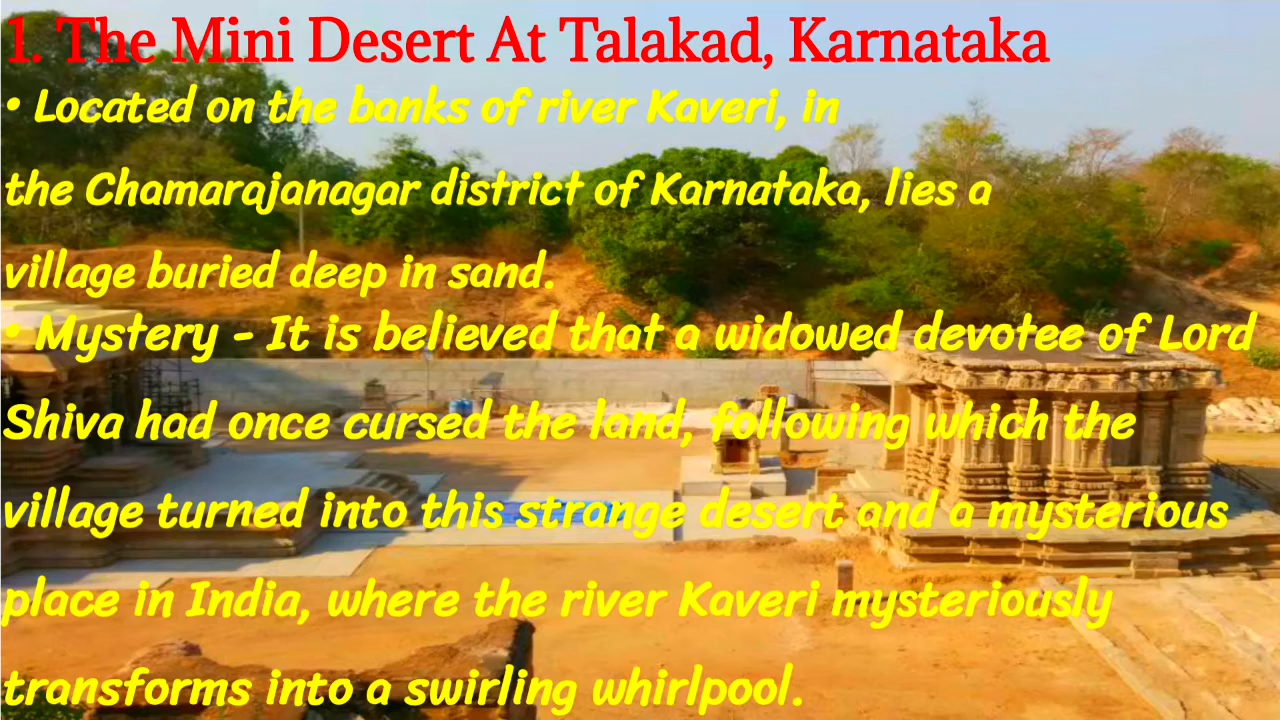 1. The Mini Desert At Talakad, Karnataka
• Located on the banks of river Kaveri, in
the Chamarajanagar district of Karnataka, lies a
village buried deep in sand.
• Mystery - It is believed that a widowed devotee of Lord
Shiva had once cursed the land, following which the
village turned into this strange desert and a mysterious
place in India, where the river Kaveri mysteriously
transforms into a swirling whirlpool.